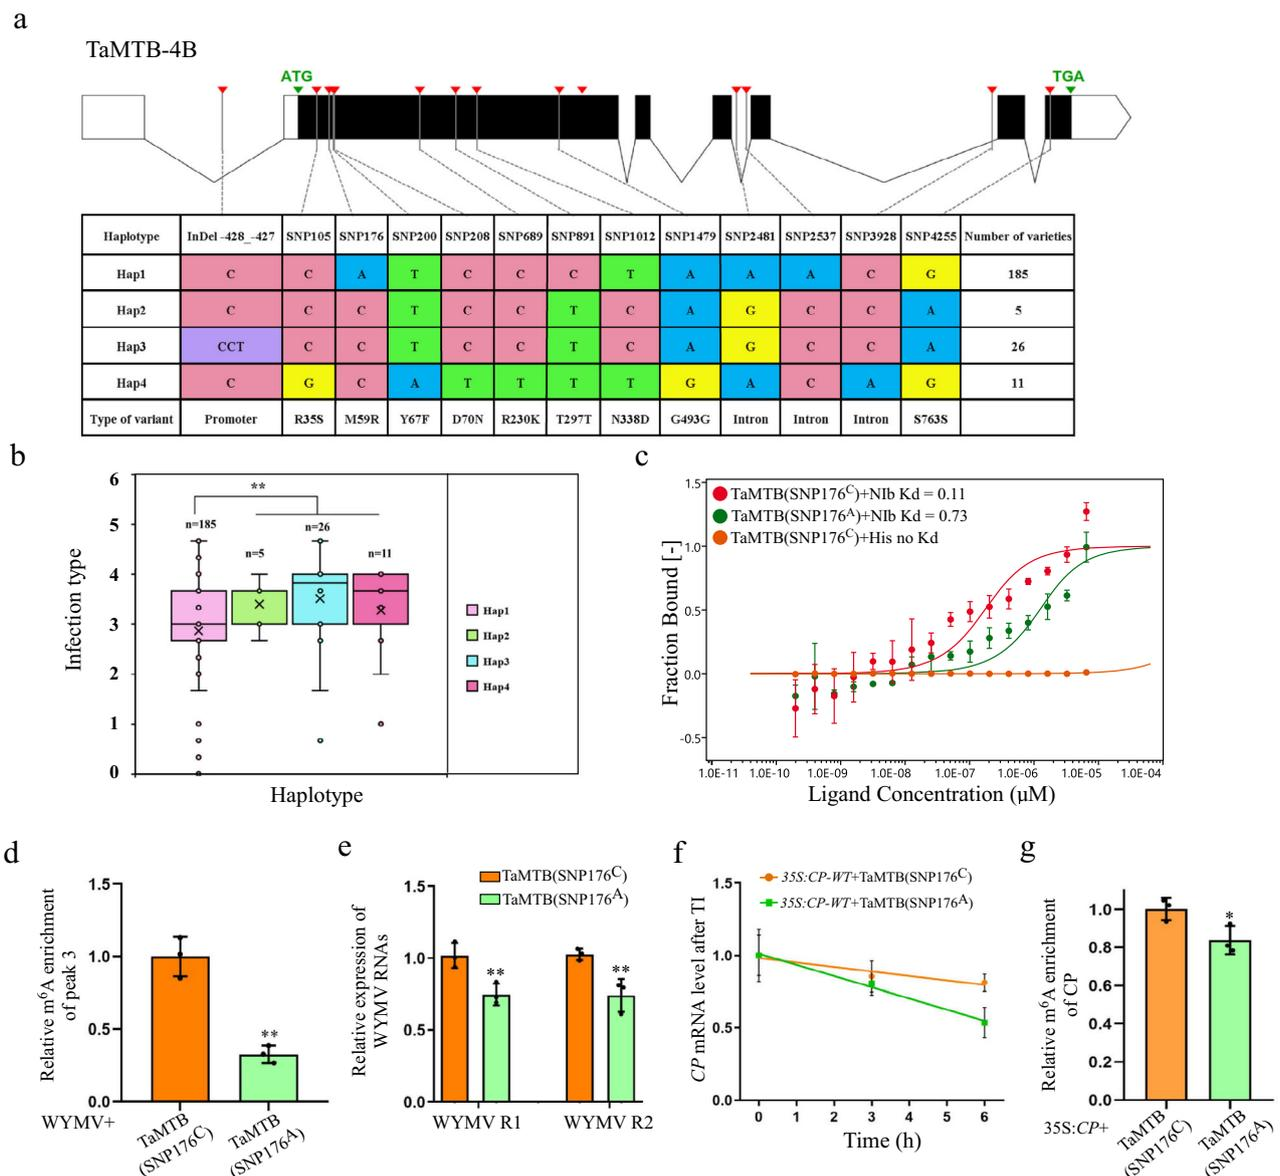 a
TaMTB-4B
ATG
TGA
Haplotype InDel -428_-427 SNP105 SNP176 SNP200 SNP208 SNP689 SNP891 SNP1012 SNP1479 SNP2481 SNP2537 SNP3928 SNP4255 Number of varieties
Hap1 C C A T C C C T A A A C G 185
Hap2 C C C T C C T C A G C C A 5
Hap3 CCT C C T C C T C A G C C A 26
Hap4 C G C A T T T T G A C A G 11
Type of variant Promoter R35S M59R Y67F D70N R230K T297T N338D G493G Intron Intron Intron S763S
b
6
5
4
3
2
1
0
Infection type
**
n=185
n=5
n=26
n=11
Haplotype
Hap1
Hap2
Hap3
Hap4
c
TaMTB(SNP176C)+NIb Kd = 0.11
TaMTB(SNP176A)+NIb Kd = 0.73
TaMTB(SNP176C)+His no Kd
1.5
1.0
0.5
0.0
-0.5
Fraction Bound [-]
1.0E-11 1.0E-10 1.0E-09 1.0E-08 1.0E-07 1.0E-06 1.0E-05 1.0E-04
Ligand Concentration (μM)
d
Relative m6A enrichment
of peak 3
1.5
1.0
0.5
0.0
**
WYMV+
TaMTB
(SNP176C)
TaMTB
(SNP176A)
e
TaMTB(SNP176C)
TaMTB(SNP176A)
Relative expression of
WYMV RNAs
1.5
1.0
0.5
0.0
**
**
WYMV R1 WYMV R2
f
35S:CP-WT+TaMTB(SNP176C)
35S:CP-WT+TaMTB(SNP176A)
CP mRNA level after TI
1.5
1.0
0.5
0.0
0 1 2 3 4 5 6
Time (h)
g
Relative m6A enrichment
of CP
1.0
0.8
0.6
0.4
0.2
0.0
*
35S:CP+
TaMTB
(SNP176C)
TaMTB
(SNP176A)